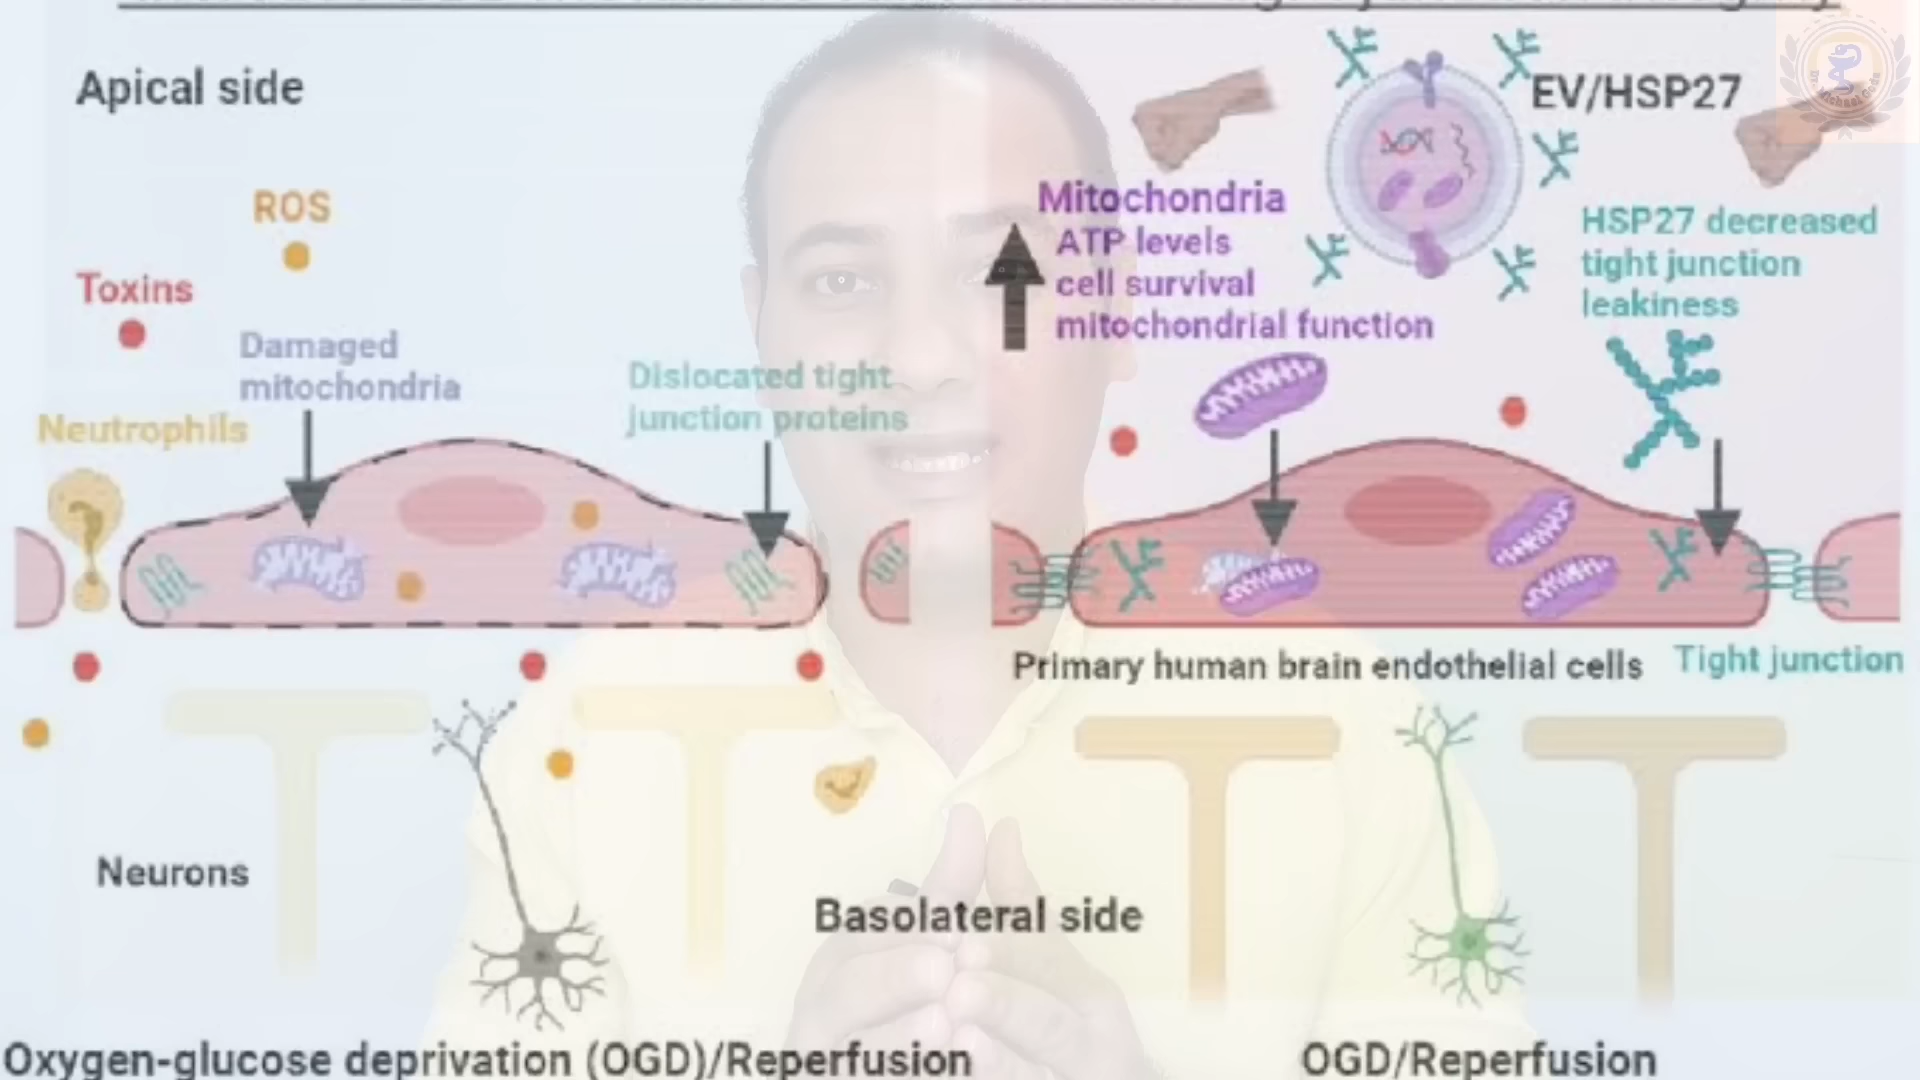 Apical side
EV/HSP27
ROS
Mitochondria
ATP levels
cell survival
mitochondrial function
HSP27 decreased
tight junction
leakiness
Toxins
Damaged
mitochondria
Dislocated tight
junction proteins
Neutrophils
Primary human brain endothelial cells
Tight junction
Neurons
Basolateral side
Oxygen-glucose deprivation (OGD)/Reperfusion
OGD/Reperfusion